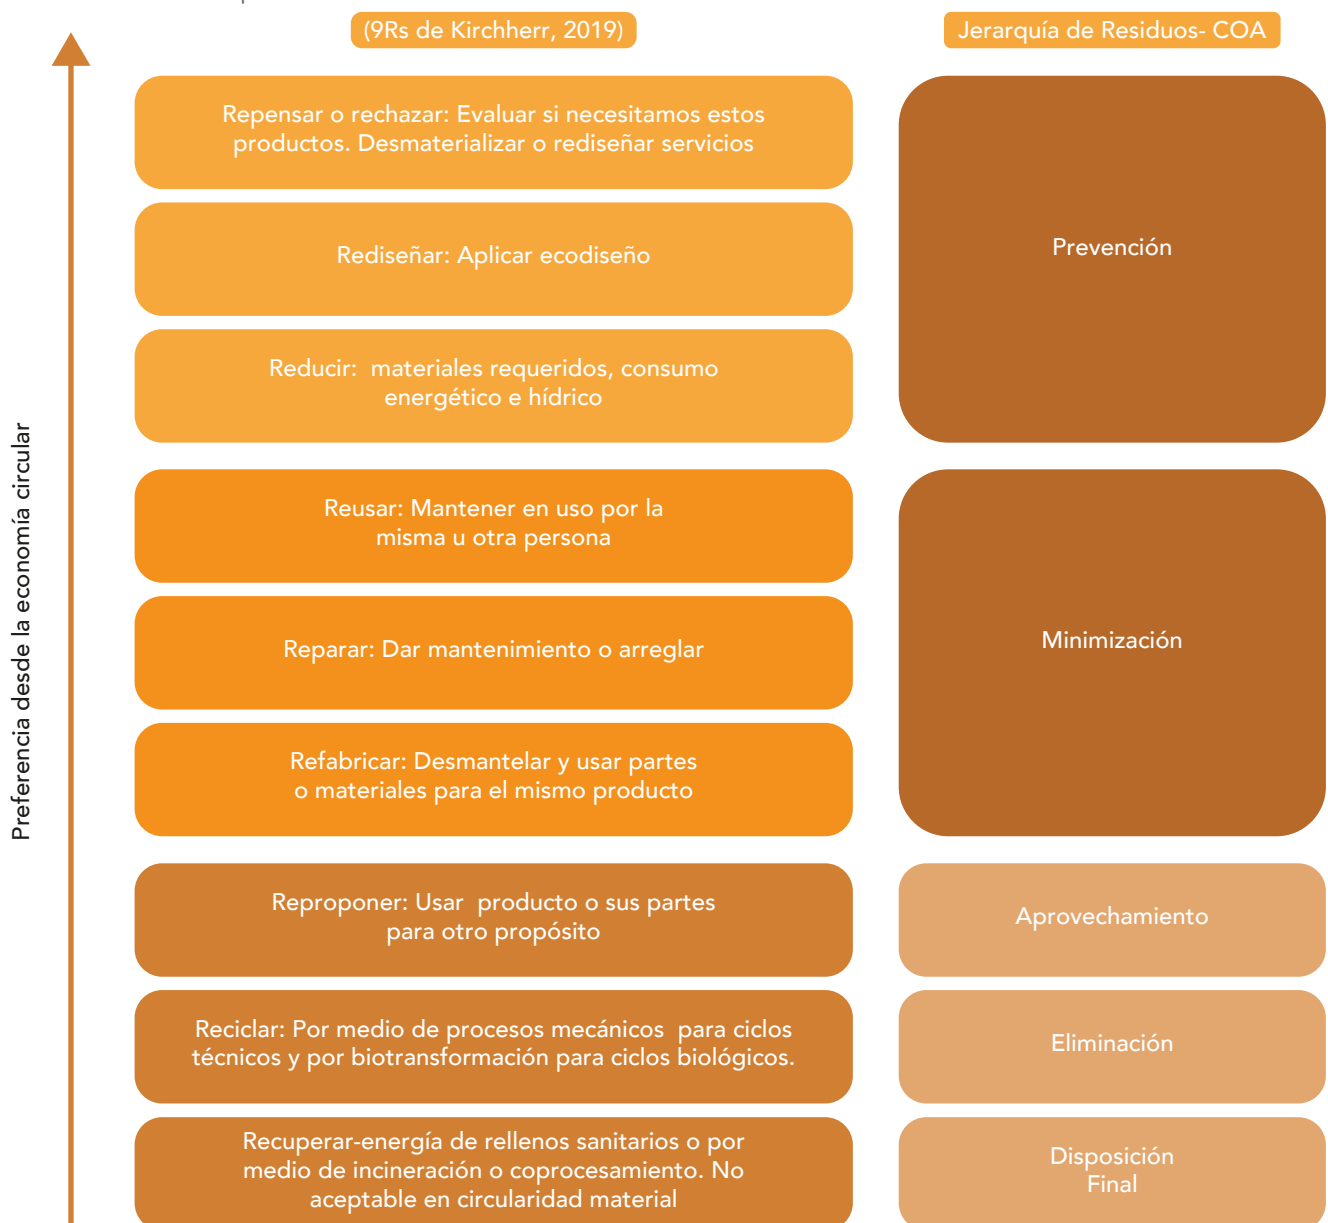 (9Rs de Kirchherr, 2019)
Jerarquía de Residuos- COA
Preferencia desde la economía circular
Repensar o rechazar: Evaluar si necesitamos estos
productos. Desmaterializar o rediseñar servicios
Rediseñar: Aplicar ecodiseño
Reducir:  materiales requeridos, consumo
energético e hídrico
Prevención
Reusar: Mantener en uso por la
misma u otra persona
Reparar: Dar mantenimiento o arreglar
Refabricar: Desmantelar y usar partes
o materiales para el mismo producto
Minimización
Reproponer: Usar  producto o sus partes
para otro propósito
Aprovechamiento
Reciclar: Por medio de procesos mecánicos  para ciclos
técnicos y por biotransformación para ciclos biológicos.
Eliminación
Recuperar-energía de rellenos sanitarios o por
medio de incineración o coprocesamiento. No
aceptable en circularidad material
Disposición
Final